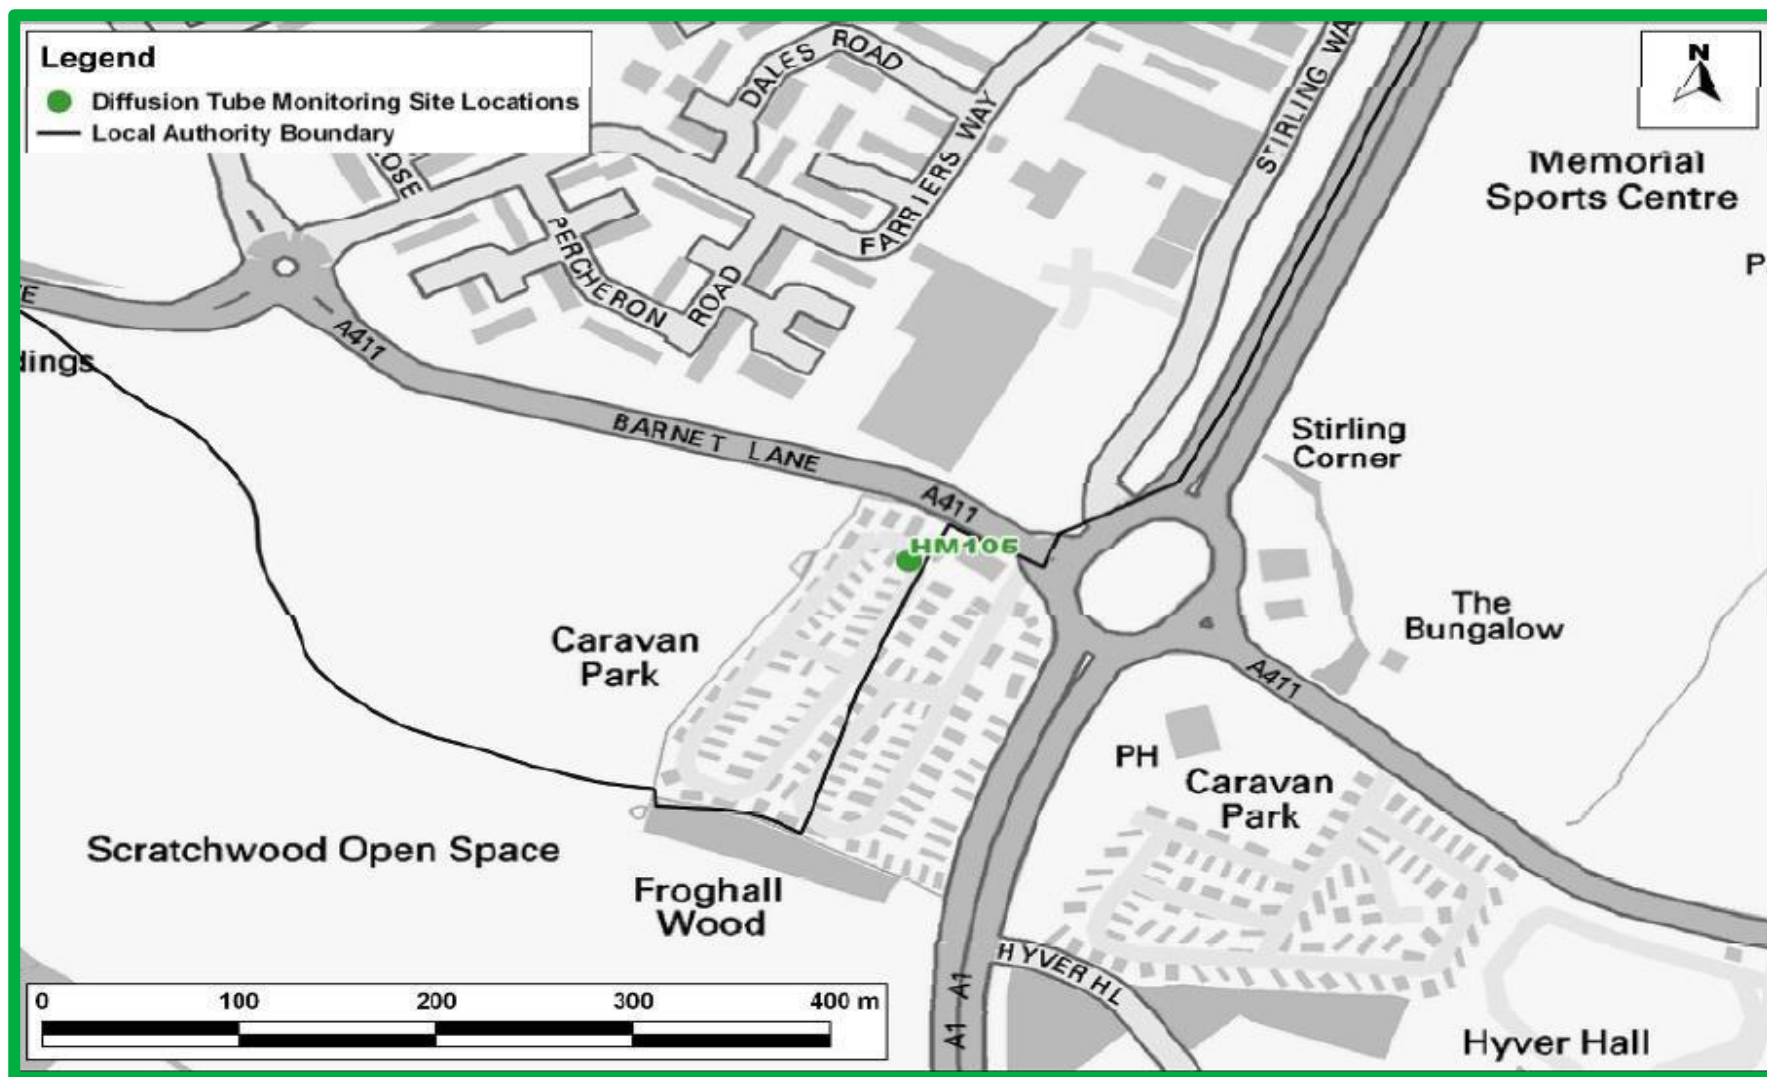 Legend
Diffusion Tube Monitoring Site Locations
Local Authority Boundary
N
DALES ROAD
STIRLING WA
FARRIERS WAY
OSE
PERCHERON ROAD
Memorial
Sports Centre
P
E
dings
A411
BARNET LANE
A411
Stirling
Corner
HM105
The
Bungalow
Caravan
Park
A411
PH
Caravan
Park
Scratchwood Open Space
Froghall
Wood
HYVER HL
A1 A1
Hyver Hall
0 100 200 300 400 m